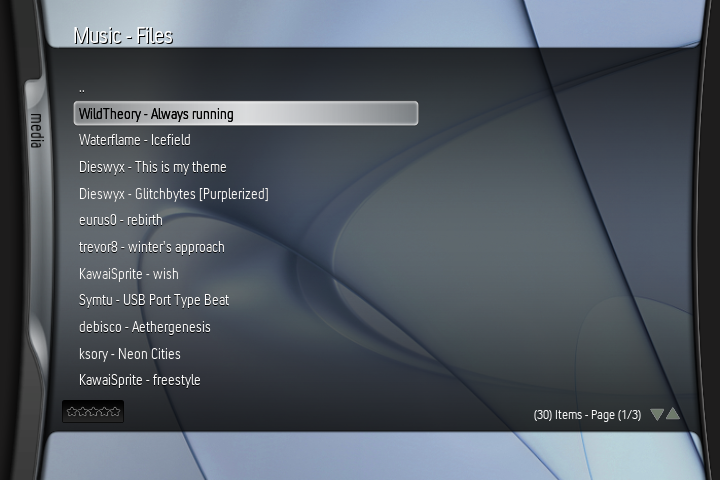 Music - Files
media
..
WildTheory - Always running
Waterflame - Icefield
Dieswyx - This is my theme
Dieswyx - Glitchbytes [Purplerized]
eurus0 - rebirth
trevor8 - winter's approach
KawaiSprite - wish
Symtu - USB Port Type Beat
debisco - Aethergenesis
ksory - Neon Cities
KawaiSprite - freestyle
(30) Items - Page (1/3)